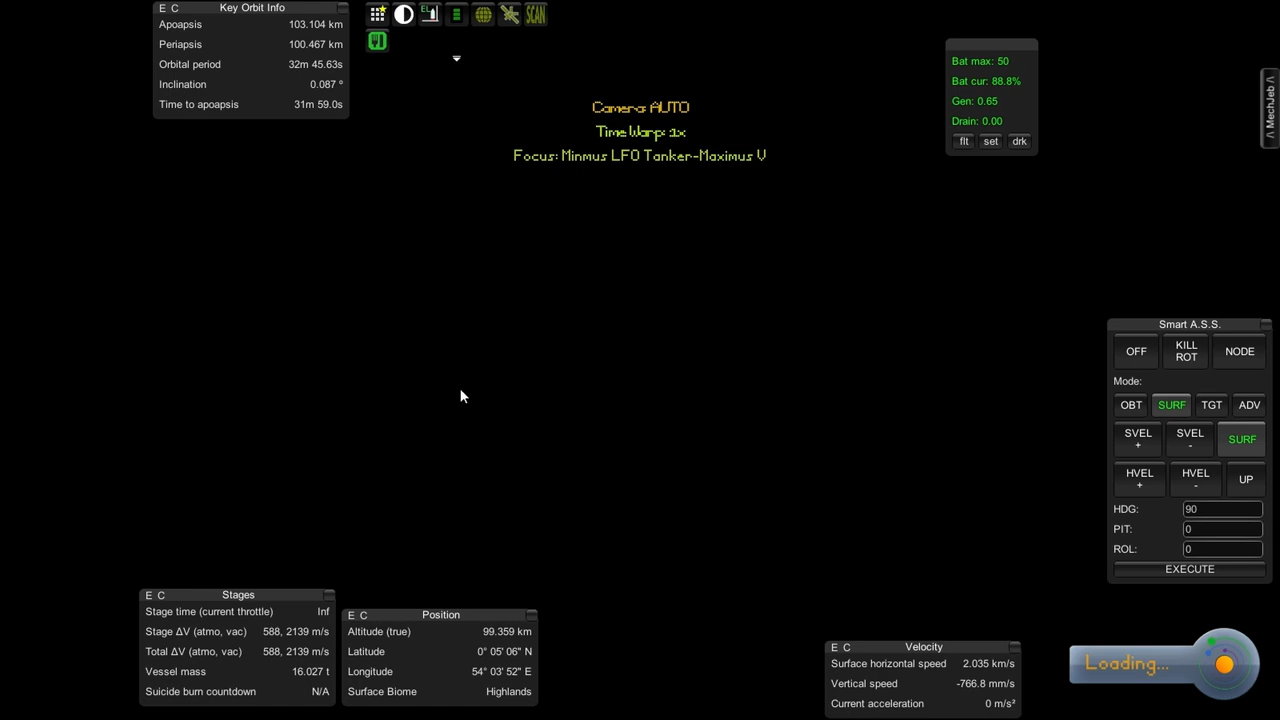 E C Key Orbit Info
Apoapsis 103.104 km
Periapsis 100.467 km
Orbital period 32m 45.63s
Inclination 0.087 º
Time to apoapsis 31m 59.0s
EL
SCAN
Camera: AUTO
Time Warp: 1x
Focus: Minmus LFO Tanker-Maximus V
Bat max: 50
Bat cur: 88.8%
Gen: 0.65
Drain: 0.00
flt set drk
/\ MechJeb /\
Smart A.S.S.
OFF KILL ROT NODE
Mode:
OBT SURF TGT ADV
SVEL + SVEL - SURF
HVEL + HVEL - UP
HDG: 90
PIT: 0
ROL: 0
EXECUTE
E C Stages
Stage time (current throttle) Inf
Stage ΔV (atmo, vac) 588, 2139 m/s
Total ΔV (atmo, vac) 588, 2139 m/s
Vessel mass 16.027 t
Suicide burn countdown N/A
E C Position
Altitude (true) 99.359 km
Latitude 0° 05' 06" N
Longitude 54° 03' 52" E
Surface Biome Highlands
E C Velocity
Surface horizontal speed 2.035 km/s
Vertical speed -766.8 mm/s
Current acceleration 0 m/s²
Loading...